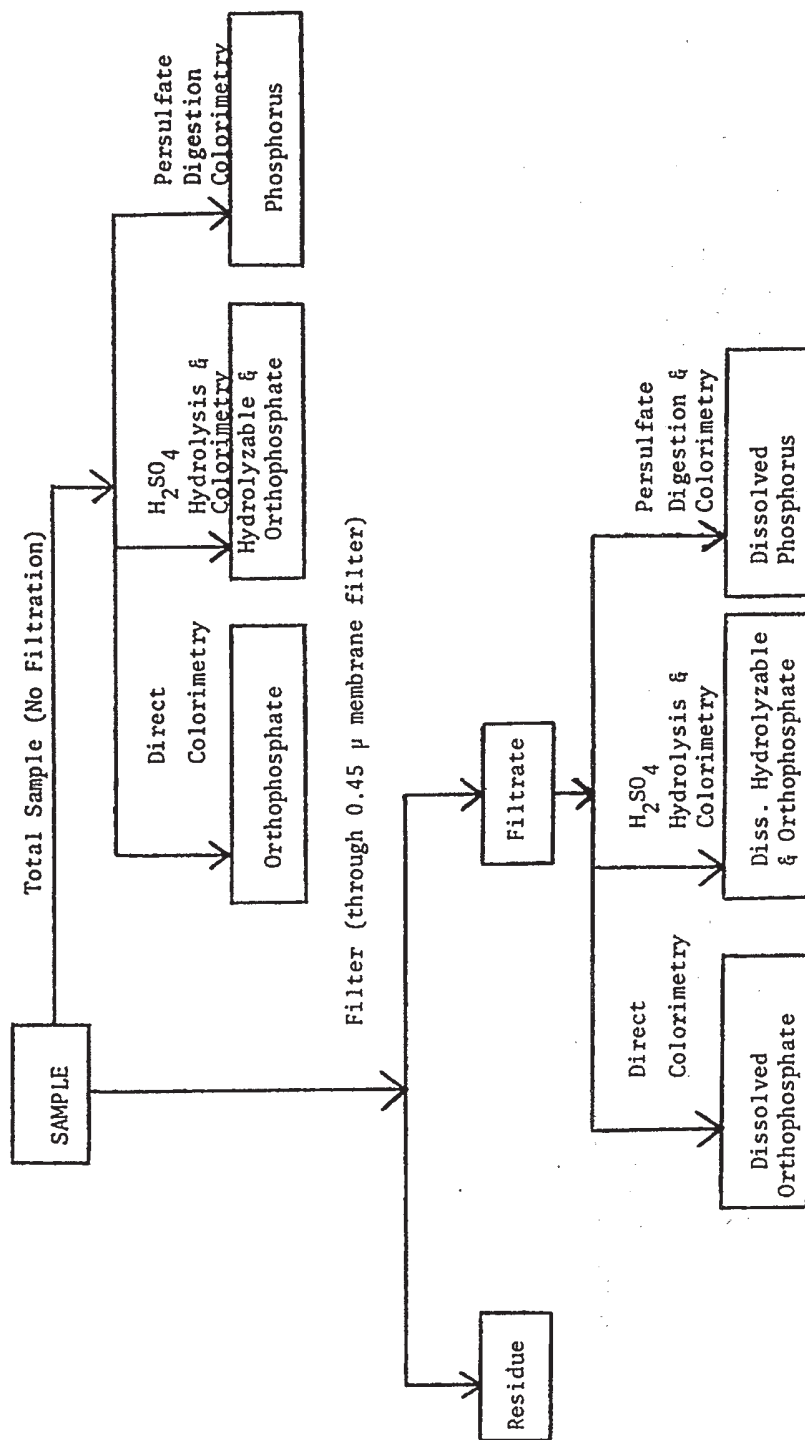 SAMPLE
Total Sample (No Filtration)
Direct
Colorimetry
H₂SO₄
Hydrolysis &
Colorimetry
Persulfate
Digestion
Colorimetry
Orthophosphate
Hydrolyzable &
Orthophosphate
Phosphorus
Filter (through 0.45 μ membrane filter)
Residue
Filtrate
Direct
Colorimetry
H₂SO₄
Hydrolysis &
Colorimetry
Persulfate
Digestion &
Colorimetry
Dissolved
Orthophosphate
Diss. Hydrolyzable
& Orthophosphate
Dissolved
Phosphorus